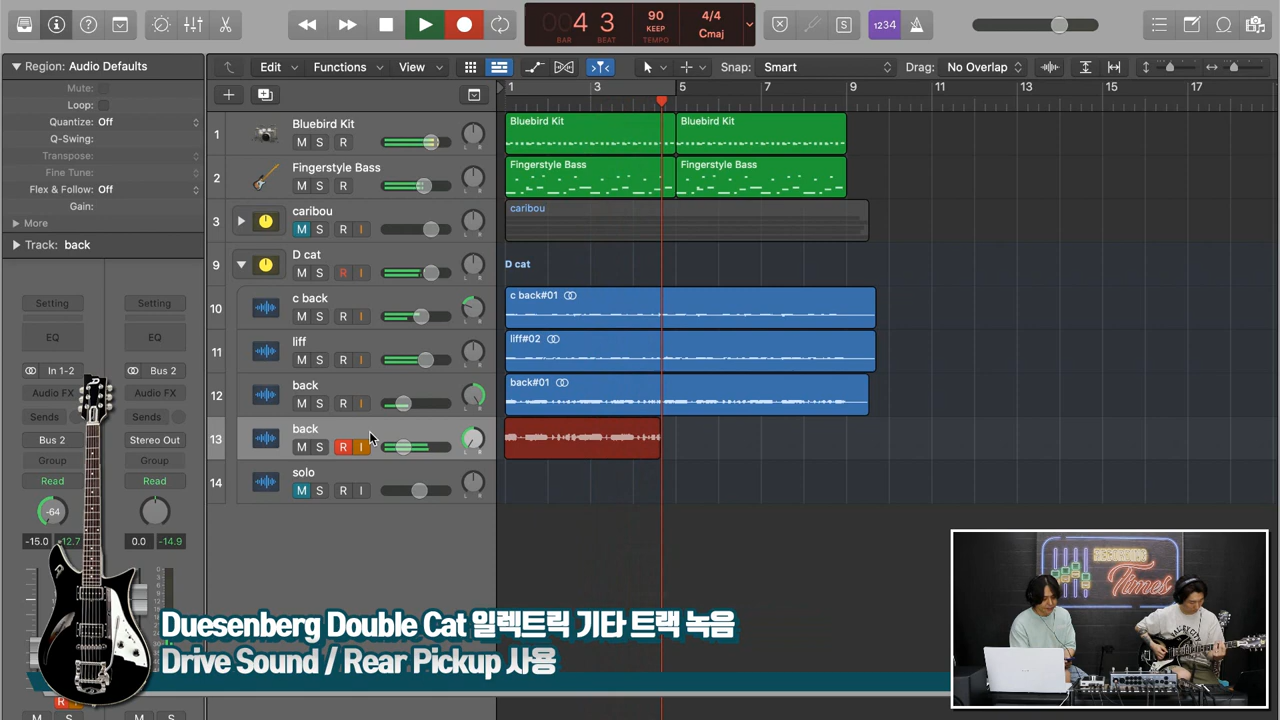 4 3
BAR BEAT
90
TEMPO
4/4
Cmaj
1234
Region: Audio Defaults
Edit
Functions
View
Snap: Smart
Drag: No Overlap
Mute:
Loop:
Quantize: Off
Q-Swing:
Transpose:
Fine Tune:
Flex & Follow: Off
Gain:
More
Track: back
1 3 5 7 9 11 13 15 17
1 Bluebird Kit
M S R
Bluebird Kit
Bluebird Kit
2 Fingerstyle Bass
M S R
Fingerstyle Bass
Fingerstyle Bass
3 caribou
M S R I
caribou
9 D cat
M S R I
D cat
10 c back
M S R I
c back#01
11 liff
M S R I
liff#02
12 back
M S R I
back#01
13 back
M S R I
14 solo
M S R I
Setting Setting
EQ EQ
In 1-2 Bus 2
Audio FX Audio FX
Sends Sends
Bus 2 Stereo Out
Group Group
Read Read
-64
-15.0 -12.7 0.0 -14.9
Duesenberg Double Cat 일렉트릭 기타 트랙 녹음
Drive Sound / Rear Pickup 사용
RECORDING
Times